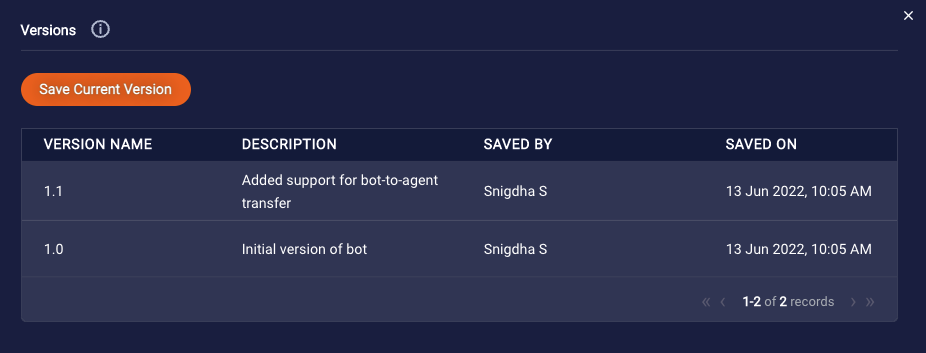 Versions
Save Current Version
VERSION NAME DESCRIPTION SAVED BY SAVED ON
1.1 Added support for bot-to-agent transfer Snigdha S 13 Jun 2022, 10:05 AM
1.0 Initial version of bot Snigdha S 13 Jun 2022, 10:05 AM
« ‹ 1-2 of 2 records › »